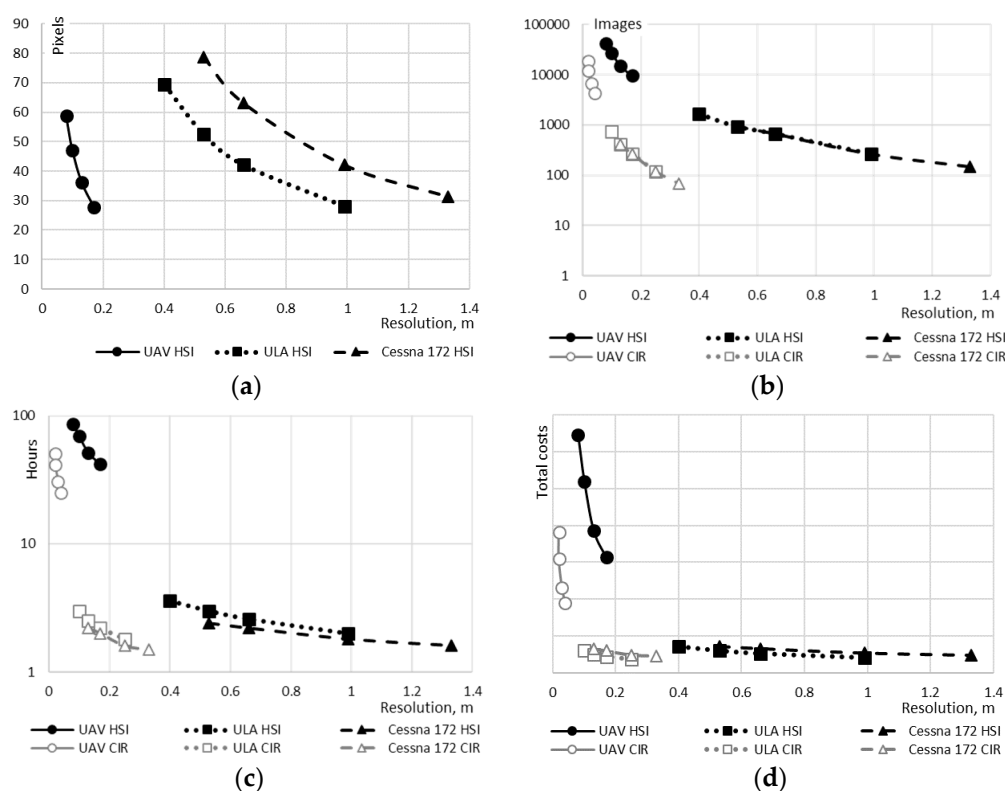 Pixels
90
80
70
60
50
40
30
20
10
0
0 0.2 0.4 0.6 0.8 1 1.2 1.4
Resolution, m
UAV HSI ULA HSI Cessna 172 HSI
(a)
Images
100000
10000
1000
100
10
1
0 0.2 0.4 0.6 0.8 1 1.2 1.4
Resolution, m
UAV HSI ULA HSI Cessna 172 HSI
UAV CIR ULA CIR Cessna 172 CIR
(b)
Hours
100
10
1
0 0.2 0.4 0.6 0.8 1 1.2 1.4
Resolution, m
UAV HSI ULA HSI Cessna 172 HSI
UAV CIR ULA CIR Cessna 172 CIR
(c)
Total costs
0 0.2 0.4 0.6 0.8 1 1.2 1.4
Resolution, m
UAV HSI ULA HSI Cessna 172 HSI
UAV CIR ULA CIR Cessna 172 CIR
(d)